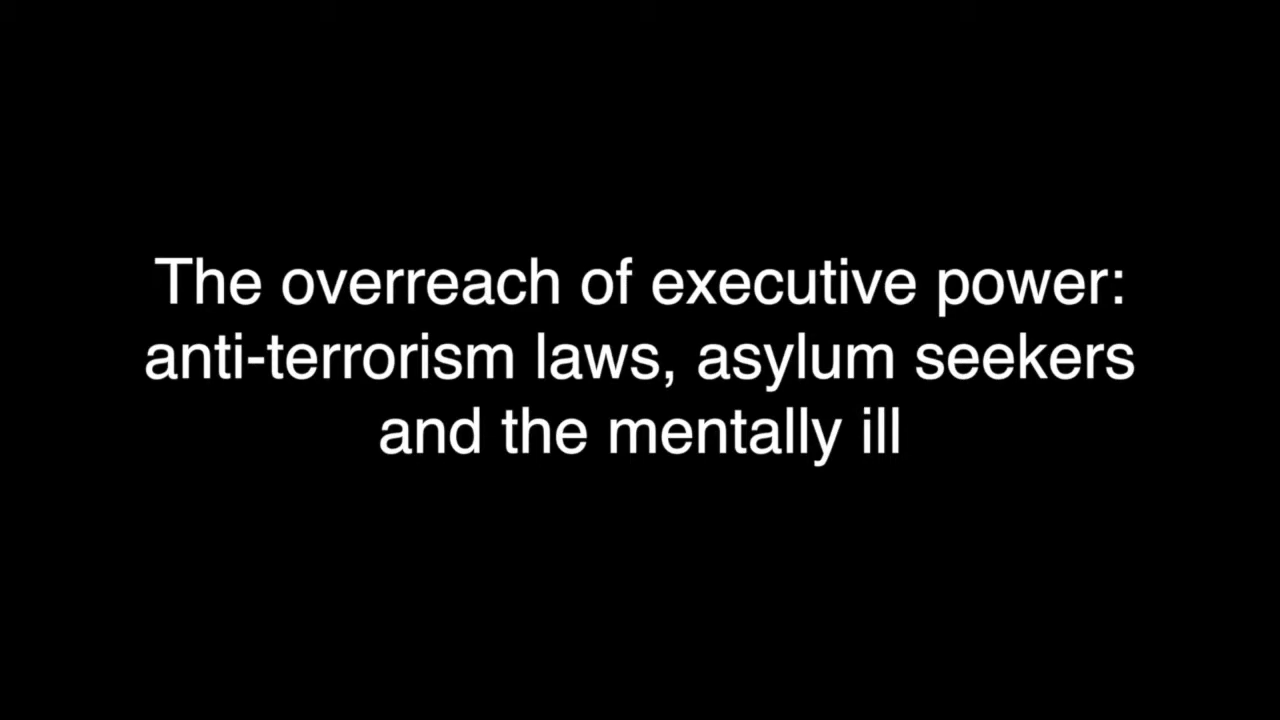 The overreach of executive power:
anti-terrorism laws, asylum seekers
and the mentally ill